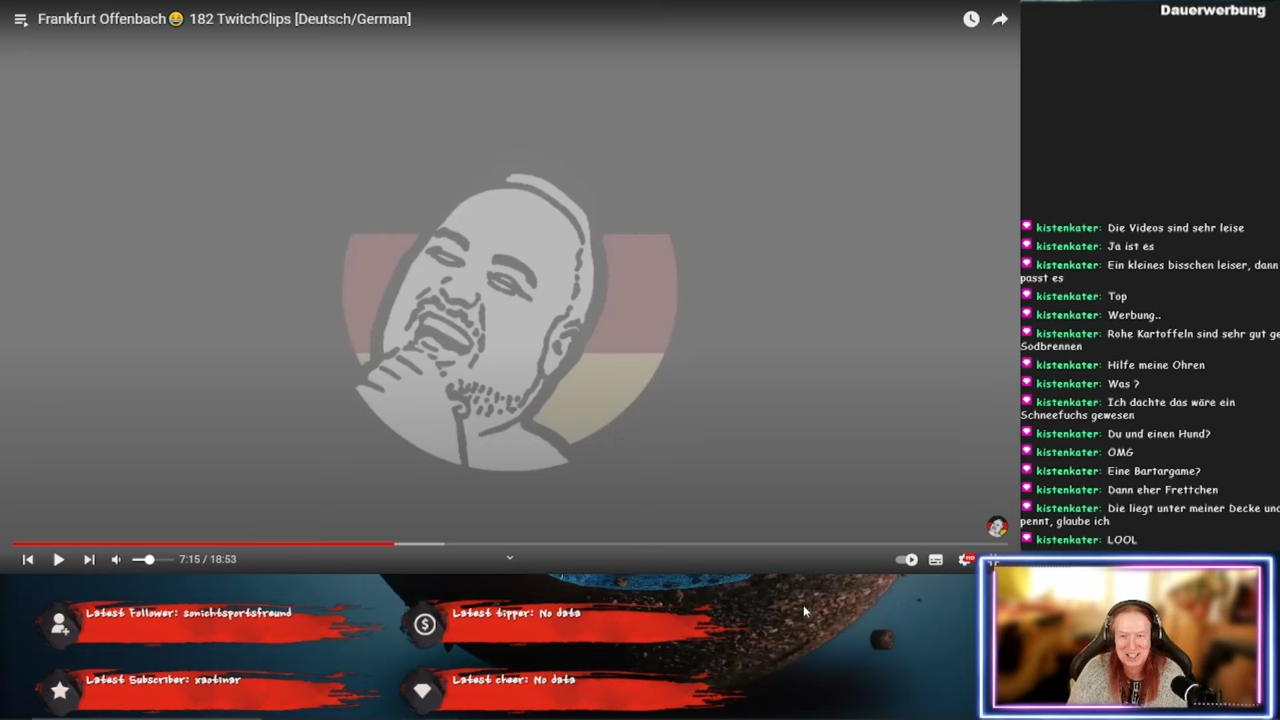 Frankfurt Offenbach😂 182 TwitchClips [Deutsch/German]
Dauerwerbung
kistenkater: Die Videos sind sehr leise
kistenkater: Ja ist es
kistenkater: Ein kleines bisschen leiser, dann
passt es
kistenkater: Top
kistenkater: Werbung..
kistenkater: Rohe Kartoffeln sind sehr gut ge
Sodbrennen
kistenkater: Hilfe meine Ohren
kistenkater: Was ?
kistenkater: Ich dachte das wäre ein
Schneefuchs gewesen
kistenkater: Du und einen Hund?
kistenkater: OMG
kistenkater: Eine Bartargame?
kistenkater: Dann eher Frettchen
kistenkater: Die liegt unter meiner Decke und
pennt, glaube ich
kistenkater: LOOL
7:15 / 18:53
HD
Latest Follower: sonichtsportsfreund
Latest tipper: No data
Latest Subscriber: xaotinar
Latest cheer: No data